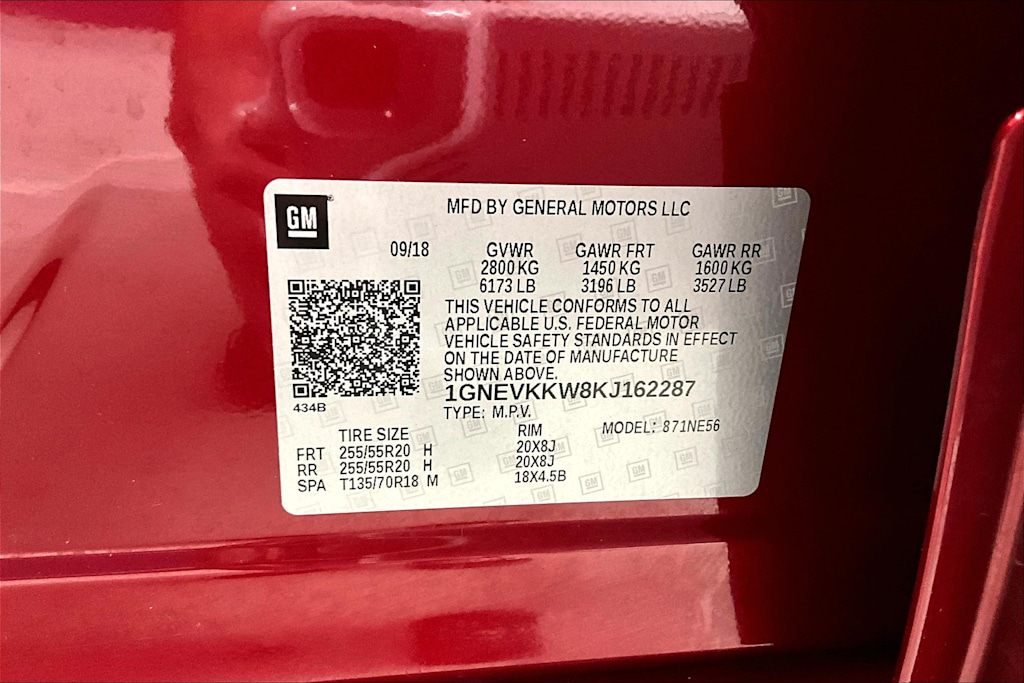 GM
MFD BY GENERAL MOTORS LLC
09/18 GVWR GAWR FRT GAWR RR
2800 KG 1450 KG 1600 KG
6173 LB 3196 LB 3527 LB
THIS VEHICLE CONFORMS TO ALL
APPLICABLE U.S. FEDERAL MOTOR
VEHICLE SAFETY STANDARDS IN EFFECT
ON THE DATE OF MANUFACTURE
SHOWN ABOVE.
1GNEVKKW8KJ162287
434B
TYPE: M.P.V.
MODEL: 871NE56
TIRE SIZE RIM
FRT 255/55R20 H 20X8J
RR 255/55R20 H 20X8J
SPA T135/70R18 M 18X4.5B